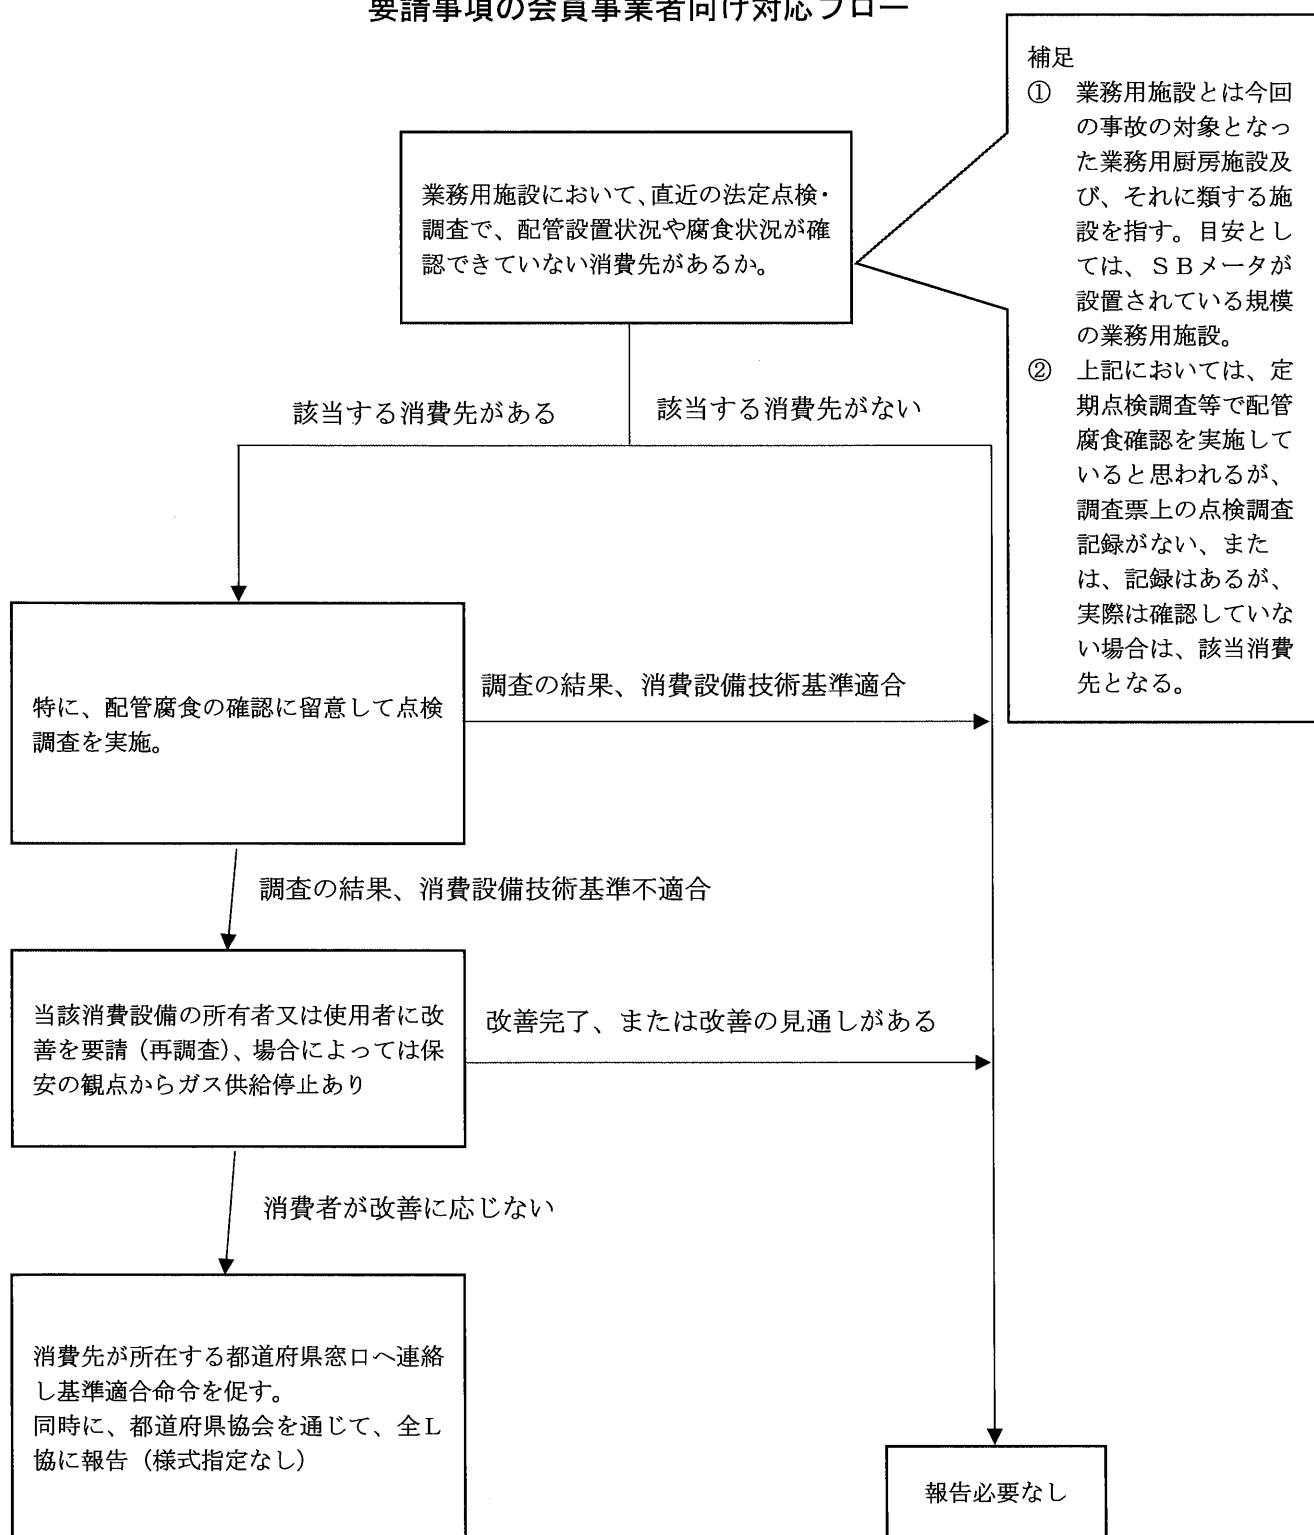 要請事項の会員事業者向け対応フロー
補足
① 業務用施設とは今回
の事故の対象となっ
た業務用厨房施設及
び、それに類する施
設を指す。目安とし
ては、ＳＢメータが
設置されている規模
の業務用施設。
② 上記においては、定
期点検調査等で配管
腐食確認を実施して
いると思われるが、
調査票上の点検調査
記録がない、また
は、記録はあるが、
実際は確認していな
い場合は、該当消費
先となる。
業務用施設において、直近の法定点検・
調査で、配管設置状況や腐食状況が確
認できていない消費先があるか。
該当する消費先がある
該当する消費先がない
特に、配管腐食の確認に留意して点検
調査を実施。
調査の結果、消費設備技術基準適合
調査の結果、消費設備技術基準不適合
当該消費設備の所有者又は使用者に改
善を要請（再調査）、場合によっては保
安の観点からガス供給停止あり
改善完了、または改善の見通しがある
消費者が改善に応じない
消費先が所在する都道府県窓口へ連絡
し基準適合命令を促す。
同時に、都道府県協会を通じて、全Ｌ
協に報告（様式指定なし）
報告必要なし